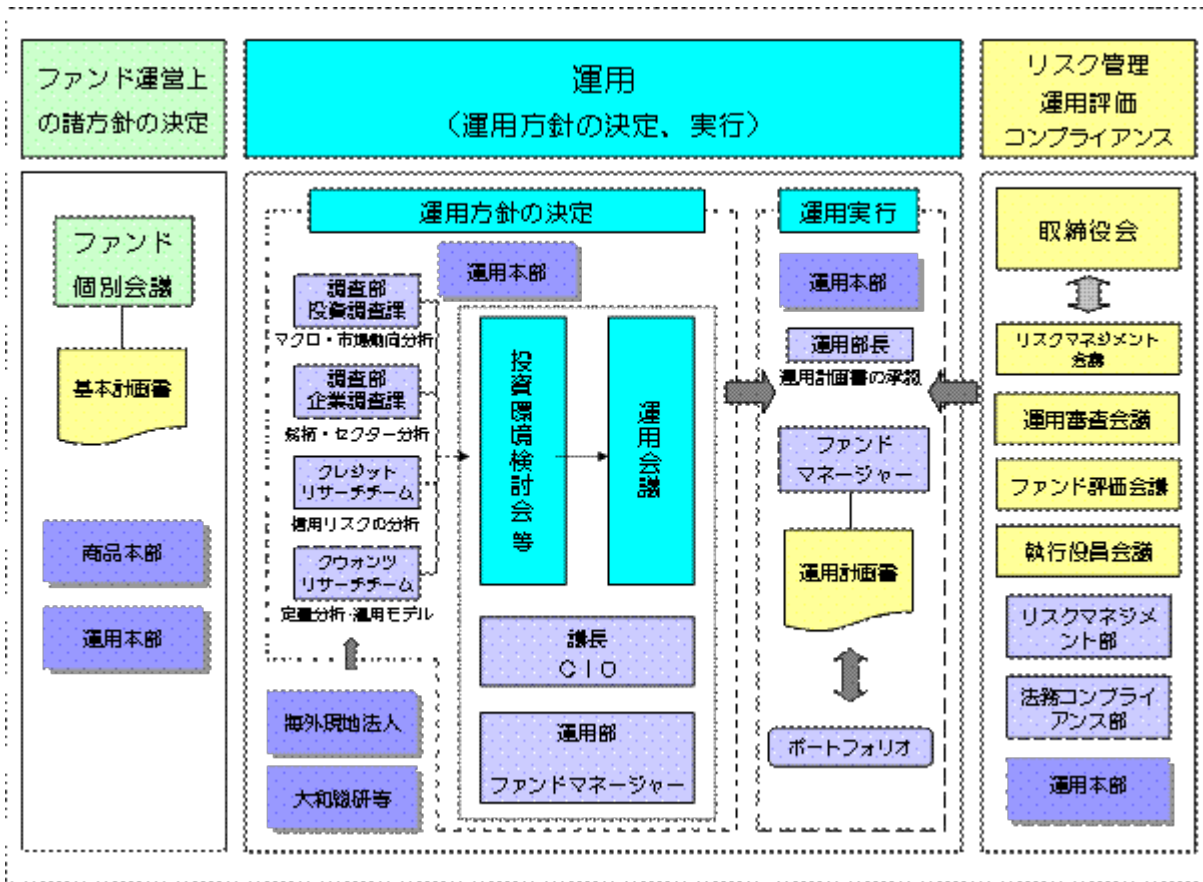 ファンド運営上
の諸方針の決定
運用
（運用方針の決定、実行）
リスク管理
運用評価
コンプライアンス
ファンド
個別会議
基本計画書
商品本部
運用本部
運用方針の決定
運用本部
調査部
投資調査課
マクロ・市場動向分析
調査部
企業調査課
銘柄・セクター分析
クレジット
リサーチチーム
信用リスクの分析
クウォンツ
リサーチチーム
定量分析・運用モデル
海外現地法人
大和総研等
投資環境検討会等
運用会議
議長
ＣＩＯ
運用部
ファンドマネージャー
運用実行
運用本部
運用部長
運用計画書の承認
ファンド
マネージャー
運用計画書
ポートフォリオ
取締役会
リスクマネジメント
会議
運用審査会議
ファンド評価会議
執行役員会議
リスクマネジメ
ント部
法務コンプライ
アンス部
運用本部